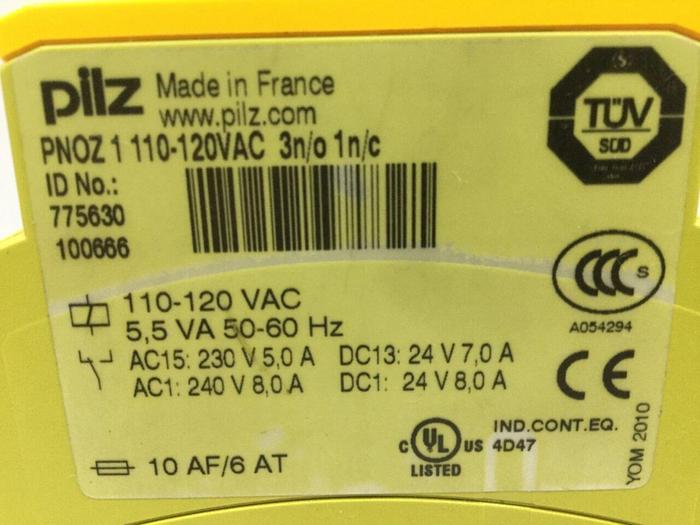 pilz Made in France
www.pilz.com
PNOZ 1 110-120VAC 3n/o 1n/c
ID No.:
775630
100666
TÜV
SÜD
CCC S
A054294
110-120 VAC
5,5 VA 50-60 Hz
AC15: 230 V 5,0 A DC13: 24 V 7,0 A
AC1: 240 V 8,0 A DC1: 24 V 8,0 A
CE
10 AF/6 AT
C UL US
LISTED
IND.CONT.EQ.
4D47
YOM 2010